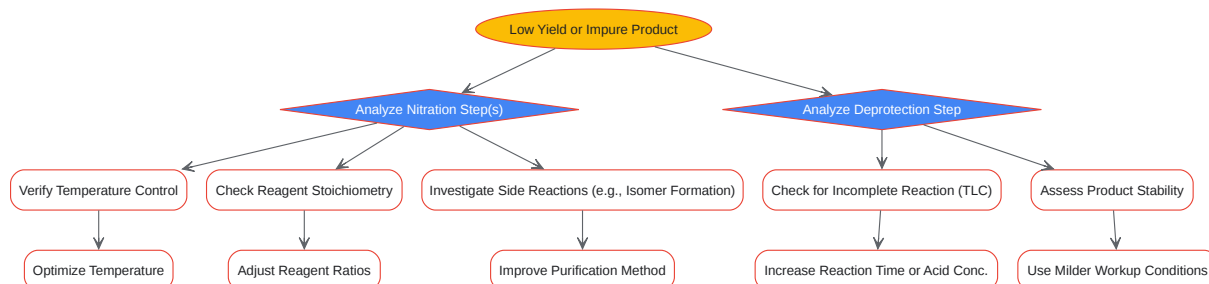 Low Yield or Impure Product
Analyze Nitration Step(s)
Analyze Deprotection Step
Verify Temperature Control
Check Reagent Stoichiometry
Investigate Side Reactions (e.g., Isomer Formation)
Check for Incomplete Reaction (TLC)
Assess Product Stability
Optimize Temperature
Adjust Reagent Ratios
Improve Purification Method
Increase Reaction Time or Acid Conc.
Use Milder Workup Conditions